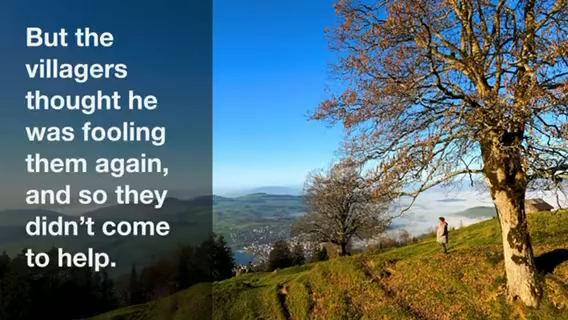 But the
villagers
thought he
was fooling
them again,
and so they
didn’t come
to help.